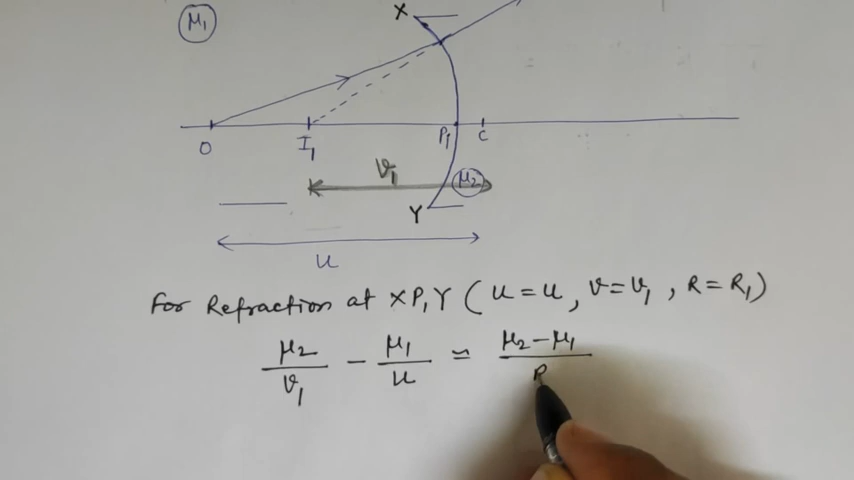 μ₁
X
O I₁ P₁ C
v₁ μ₂
Y
u
For Refraction at XP₁Y (u=u, v=v₁, R=R₁)
μ₂/v₁ − μ₁/u = μ₂−μ₁/R